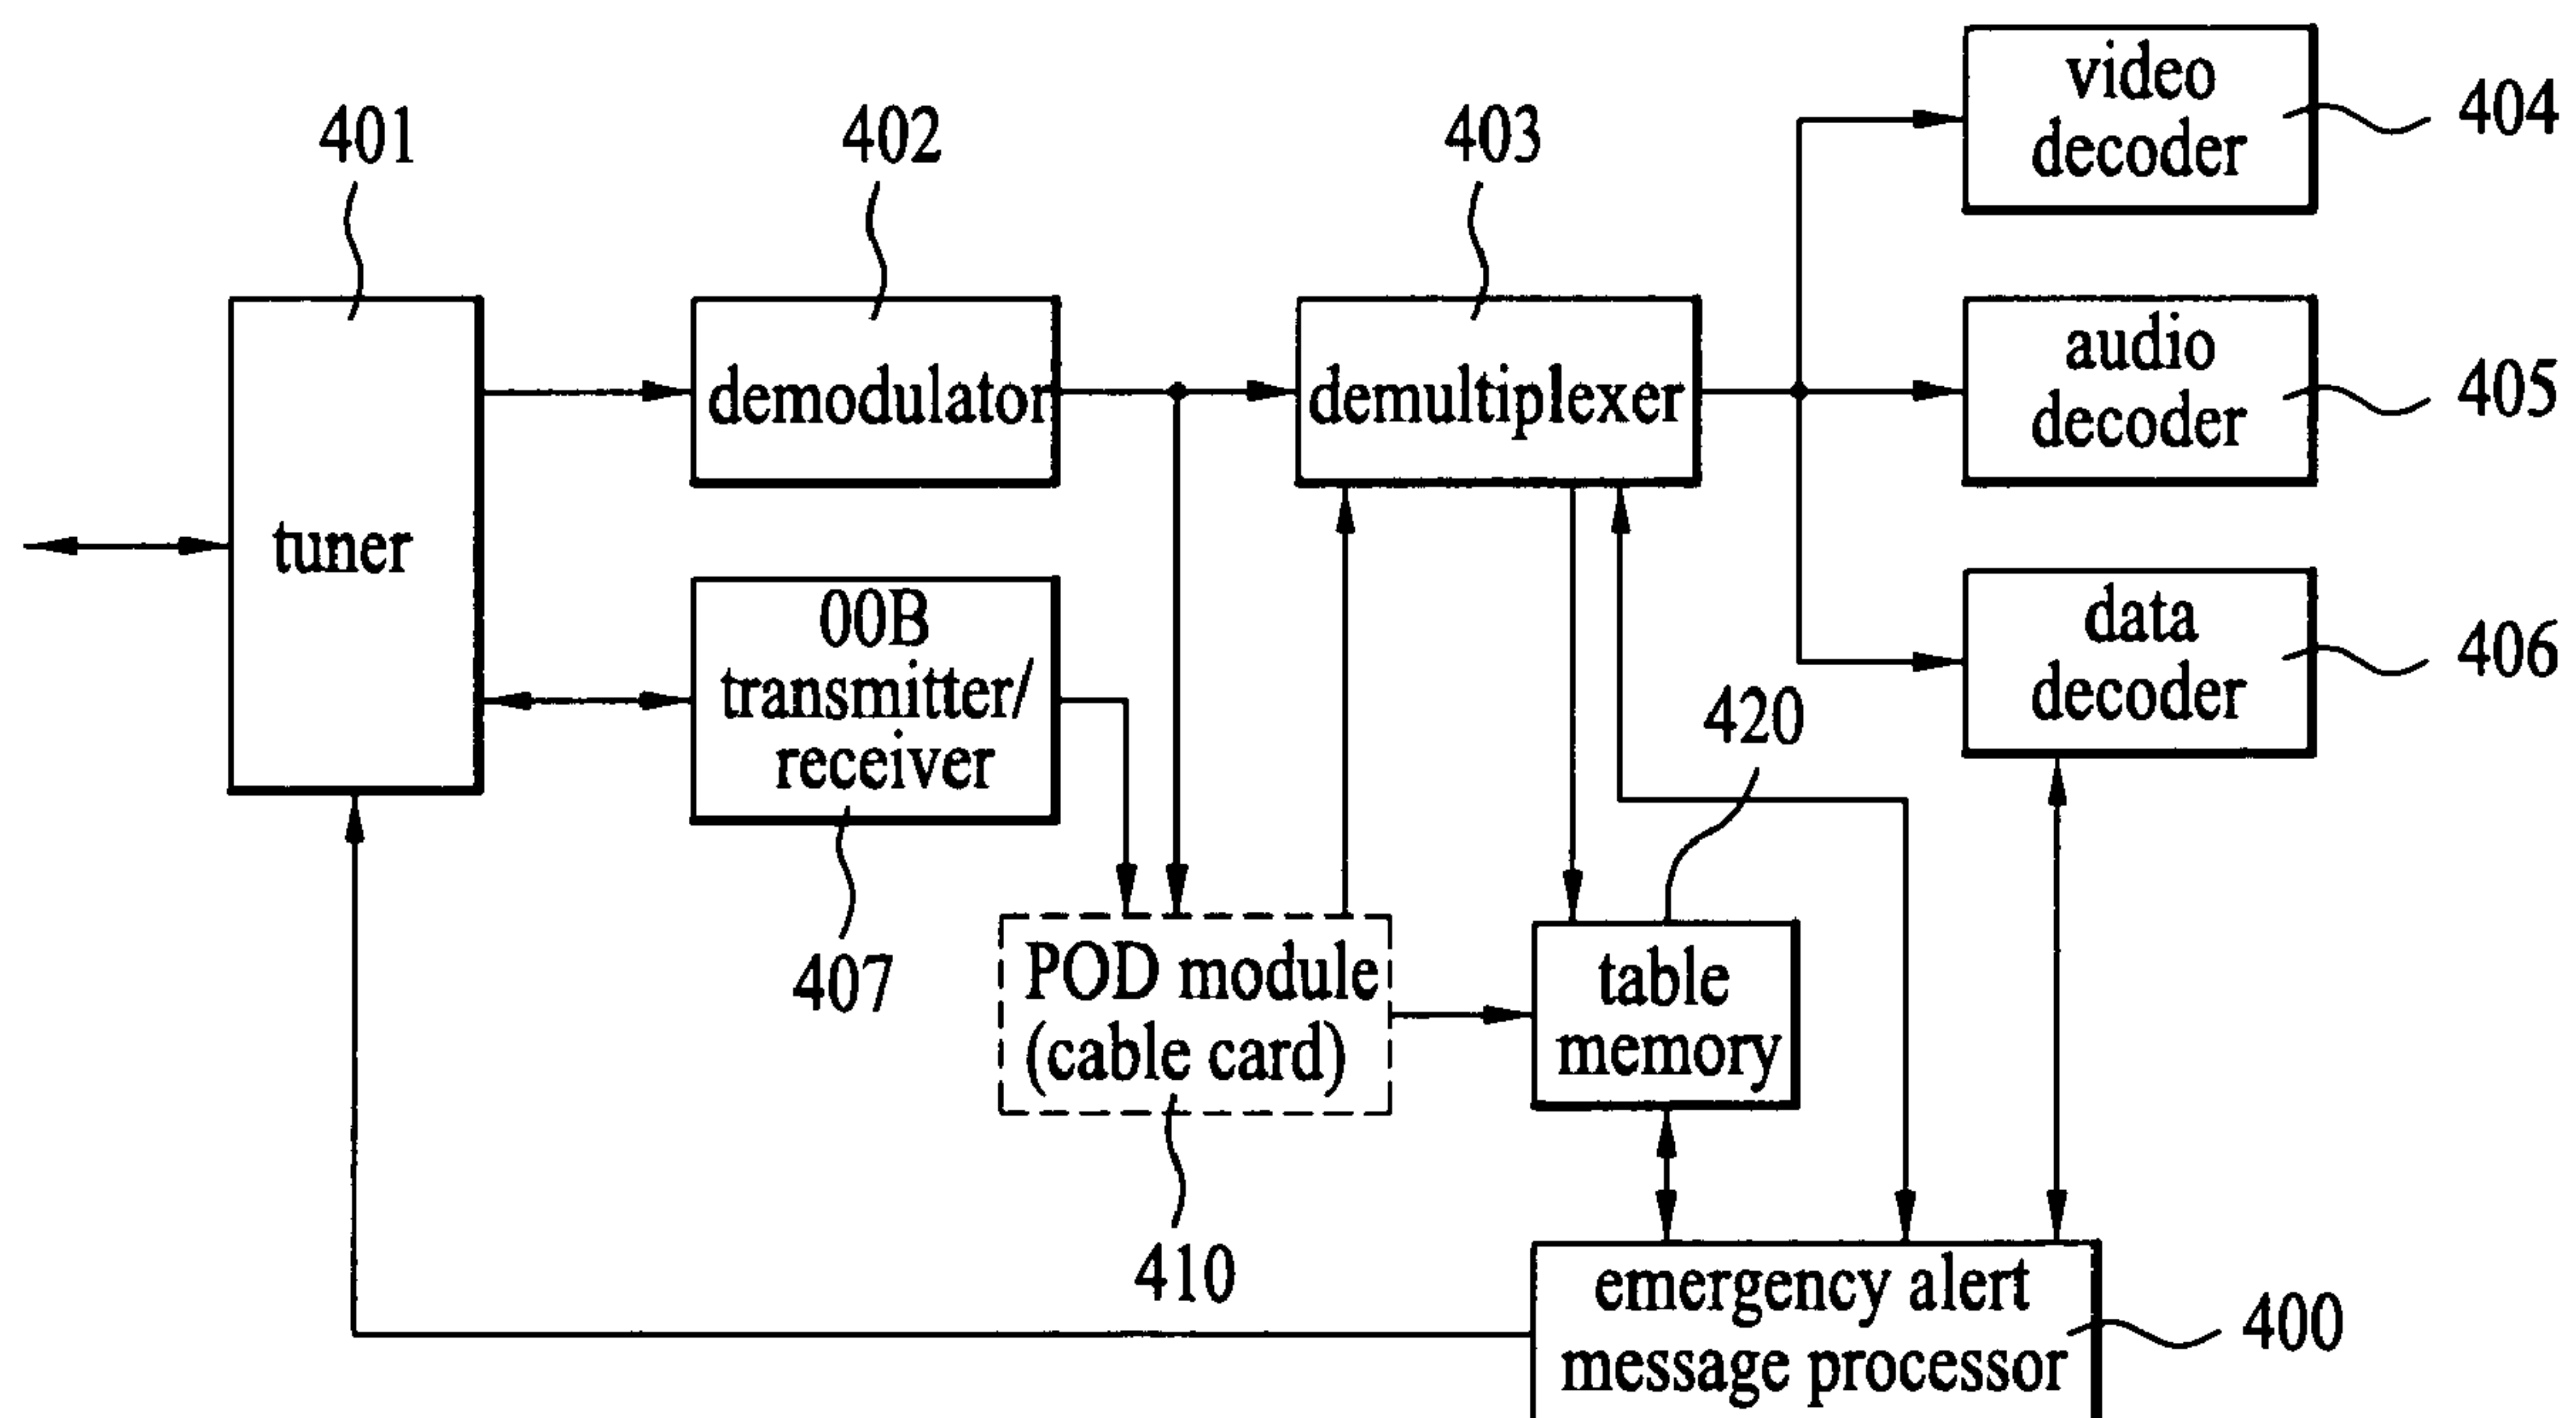 401
402
403
video
decoder
404
tuner
demodulator
demultiplexer
audio
decoder
405
00B
transmitter/
receiver
407
data
decoder
406
420
POD module
(cable card)
410
table
memory
emergency alert
message processor
400